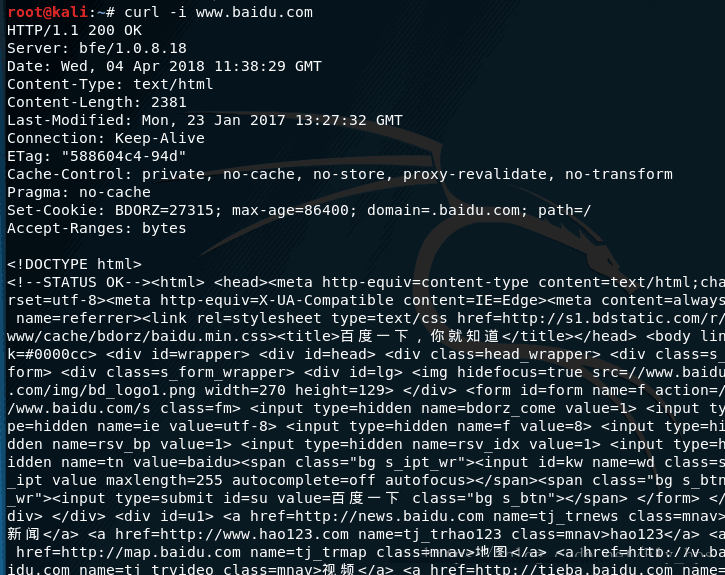 root@kali:~# curl -i www.baidu.com
HTTP/1.1 200 OK
Server: bfe/1.0.8.18
Date: Wed, 04 Apr 2018 11:38:29 GMT
Content-Type: text/html
Content-Length: 2381
Last-Modified: Mon, 23 Jan 2017 13:27:32 GMT
Connection: Keep-Alive
ETag: "588604c4-94d"
Cache-Control: private, no-cache, no-store, proxy-revalidate, no-transform
Pragma: no-cache
Set-Cookie: BDORZ=27315; max-age=86400; domain=.baidu.com; path=/
Accept-Ranges: bytes
<!DOCTYPE html>
<!--STATUS OK--><html> <head><meta http-equiv=content-type content=text/html;cha
rset=utf-8><meta http-equiv=X-UA-Compatible content=IE=Edge><meta content=always
name=referrer><link rel=stylesheet type=text/css href=http://s1.bdstatic.com/r/
www/cache/bdorz/baidu.min.css><title>百度一下，你就知道</title></head> <body lin
k=#0000cc> <div id=wrapper> <div id=head> <div class=head_wrapper> <div class=s_
form> <div class=s_form_wrapper> <div id=lg> <img hidefocus=true src=//www.baidu
.com/img/bd_logo1.png width=270 height=129> </div> <form id=form name=f action=/
/www.baidu.com/s class=fm> <input type=hidden name=bdorz_come value=1> <input ty
pe=hidden name=ie value=utf-8> <input type=hidden name=f value=8> <input type=hi
dden name=rsv_bp value=1> <input type=hidden name=rsv_idx value=1> <input type=h
idden name=tn value=baidu><span class="bg s_ipt_wr"><input id=kw name=wd class=s
_ipt value maxlength=255 autocomplete=off autofocus></span><span class="bg s_btn
_wr"><input type=submit id=su value=百度一下 class="bg s_btn"></span> </form> </
div> </div> <div id=u1> <a href=http://news.baidu.com name=tj_trnews class=mnav>
新闻</a> <a href=http://www.hao123.com name=tj_trhao123 class=mnav>hao123</a> <a
href=http://map.baidu.com name=tj_trmap class=mnav>地图</a> <a href=http://v.ba
idu.com name=tj_trvideo class=mnav>视频</a> <a href=http://tieba.baidu.com name=